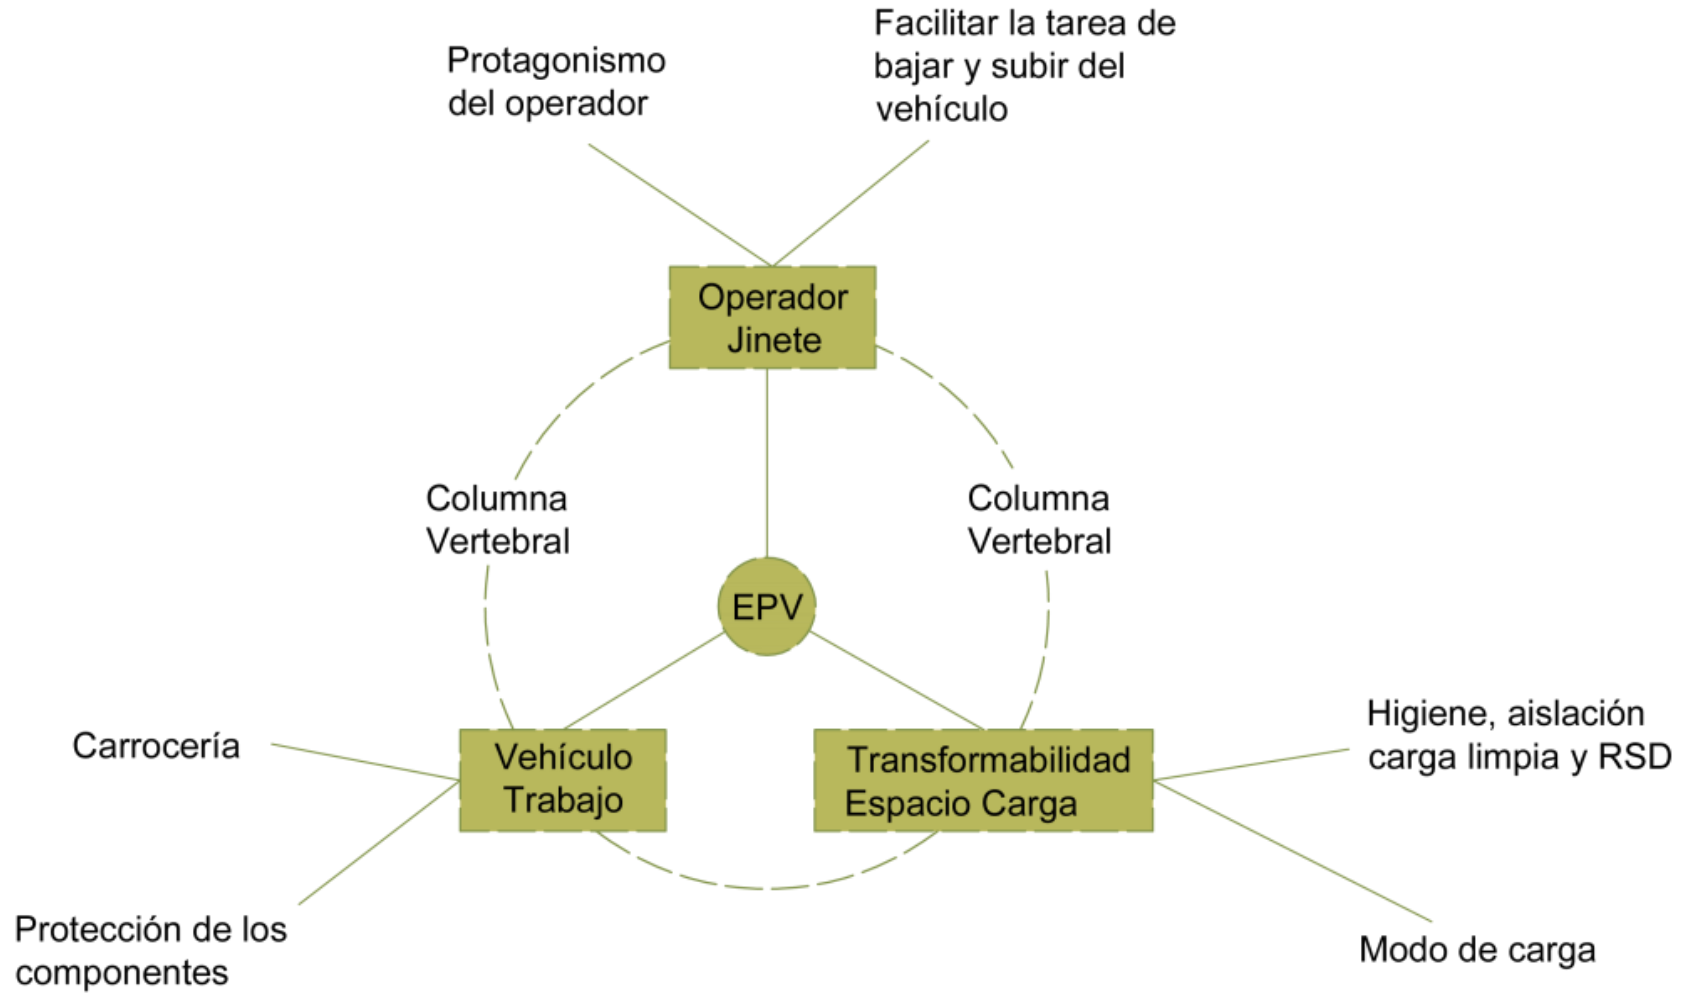 Protagonismo
del operador
Facilitar la tarea de
bajar y subir del
vehículo
Operador
Jinete
Columna
Vertebral
Columna
Vertebral
EPV
Carrocería
Vehículo
Trabajo
Transformabilidad
Espacio Carga
Higiene, aislación
carga limpia y RSD
Protección de los
componentes
Modo de carga